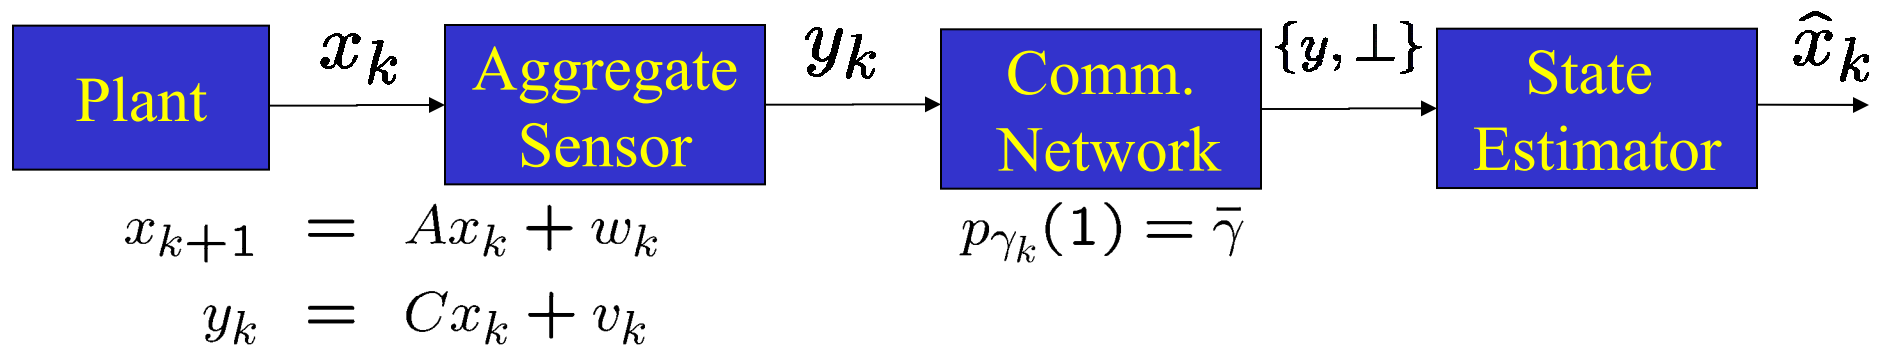 Plant
x_k
Aggregate
Sensor
y_k
Comm.
Network
{y, ⊥}
State
Estimator
x̂_k
x_{k+1} = Ax_k + w_k
y_k = Cx_k + v_k
p_{γ_k}(1) = γ̄